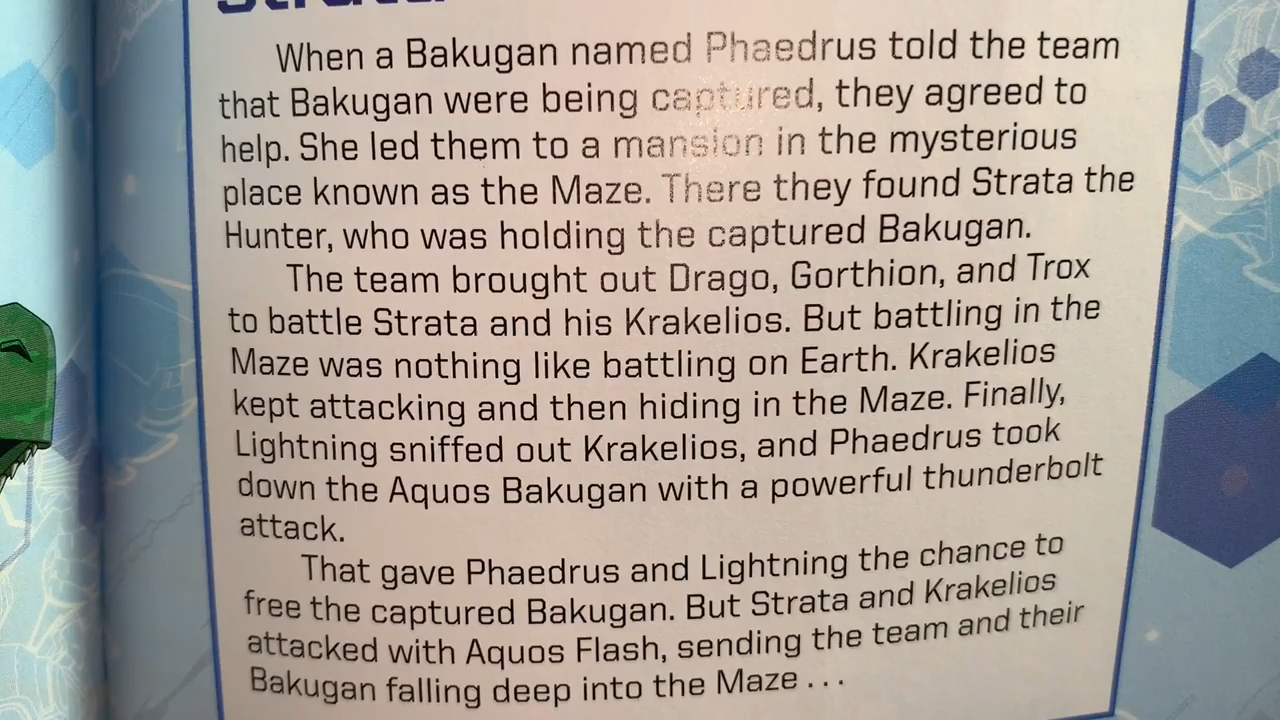 Strata
When a Bakugan named Phaedrus told the team
that Bakugan were being captured, they agreed to
help. She led them to a mansion in the mysterious
place known as the Maze. There they found Strata the
Hunter, who was holding the captured Bakugan.
The team brought out Drago, Gorthion, and Trox
to battle Strata and his Krakelios. But battling in the
Maze was nothing like battling on Earth. Krakelios
kept attacking and then hiding in the Maze. Finally,
Lightning sniffed out Krakelios, and Phaedrus took
down the Aquos Bakugan with a powerful thunderbolt
attack.
That gave Phaedrus and Lightning the chance to
free the captured Bakugan. But Strata and Krakelios
attacked with Aquos Flash, sending the team and their
Bakugan falling deep into the Maze . . .